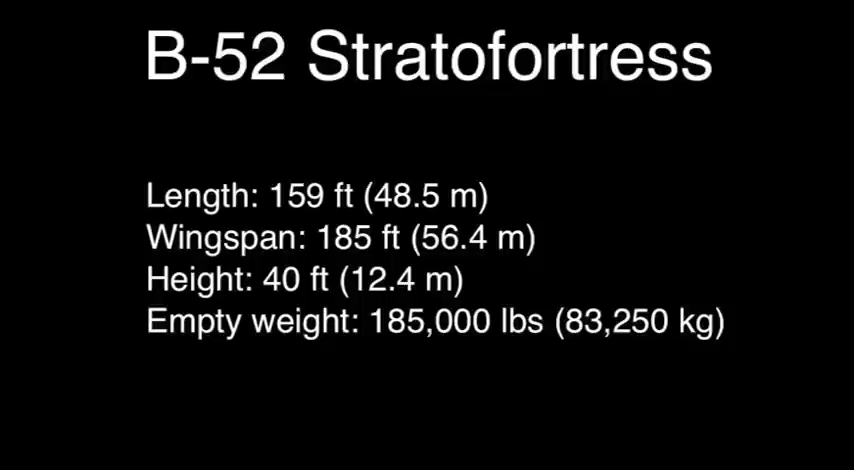 B-52 Stratofortress
Length: 159 ft (48.5 m)
Wingspan: 185 ft (56.4 m)
Height: 40 ft (12.4 m)
Empty weight: 185,000 lbs (83,250 kg)